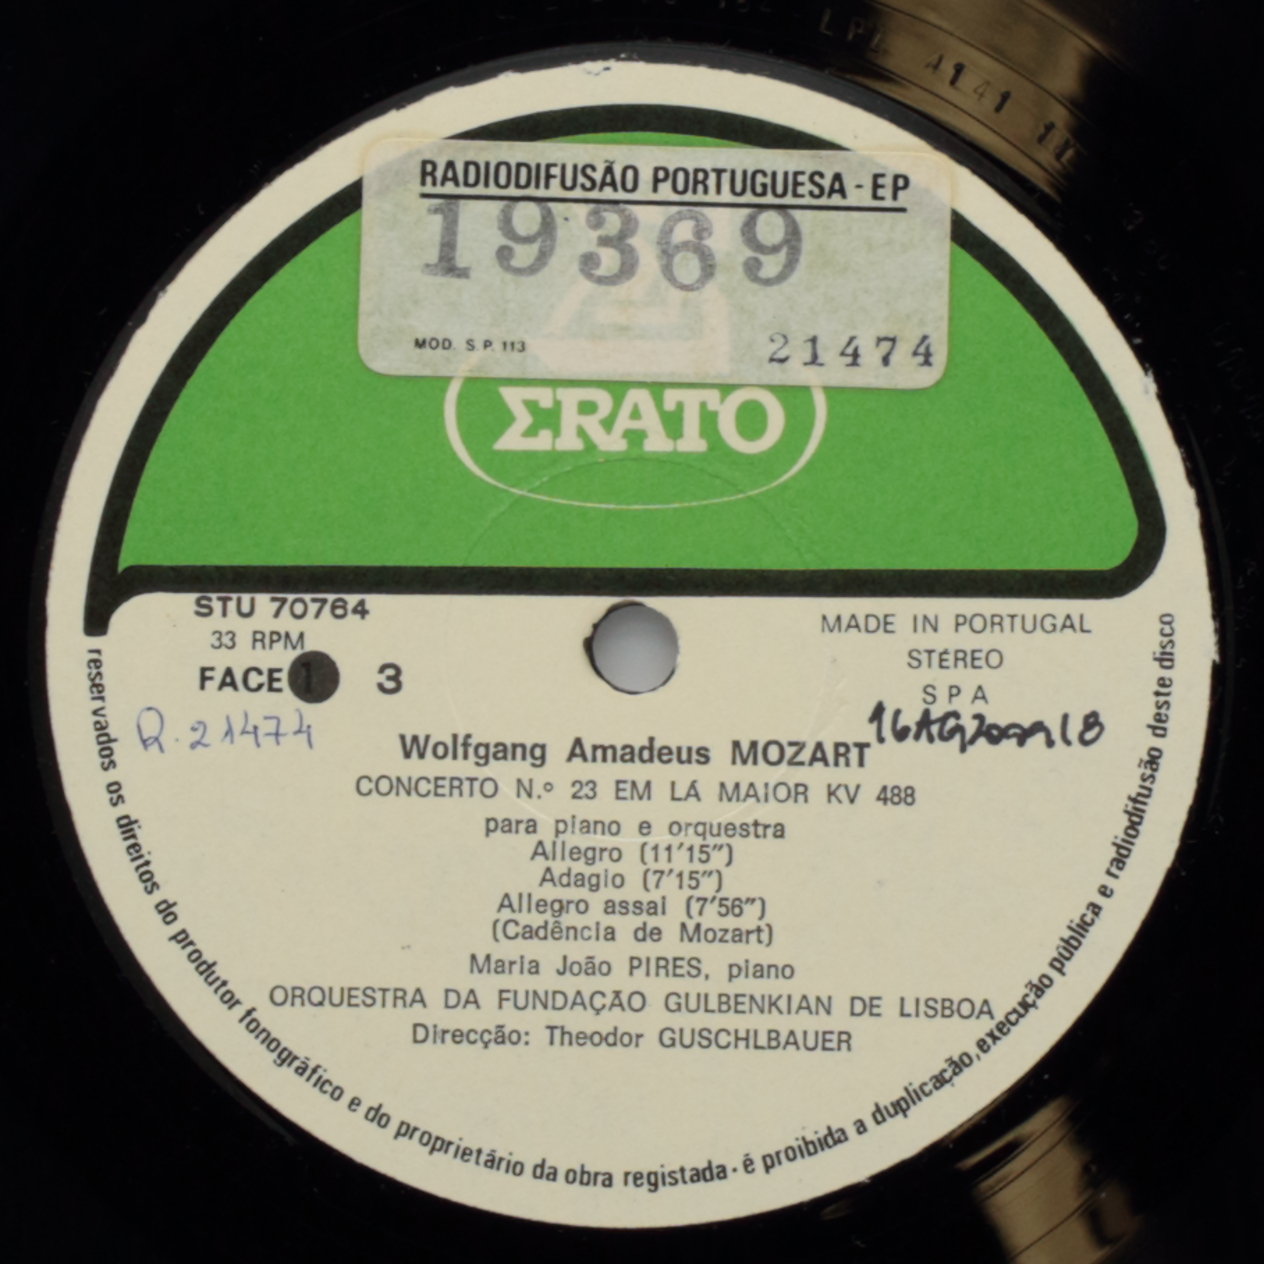 RADIODIFUSÃO PORTUGUESA - EP
19369
MOD. S.P. 113
21474
ΣRATO
STU 70764
33 RPM
FACE 1 3
R. 21474
MADE IN PORTUGAL
STÉREO
SPA
Wolfgang Amadeus MOZART
CONCERTO N.º 23 EM LÁ MAIOR KV 488
para piano e orquestra
Allegro (11'15")
Adagio (7'15")
Allegro assai (7'56")
(Cadência de Mozart)
Maria João PIRES, piano
ORQUESTRA DA FUNDAÇÃO GULBENKIAN DE LISBOA
Direcção: Theodor GUSCHLBAUER
reservados os direitos do produtor fonográfico e do proprietário da obra registada - é proibida a duplicação, execução pública e radiodifusão deste disco